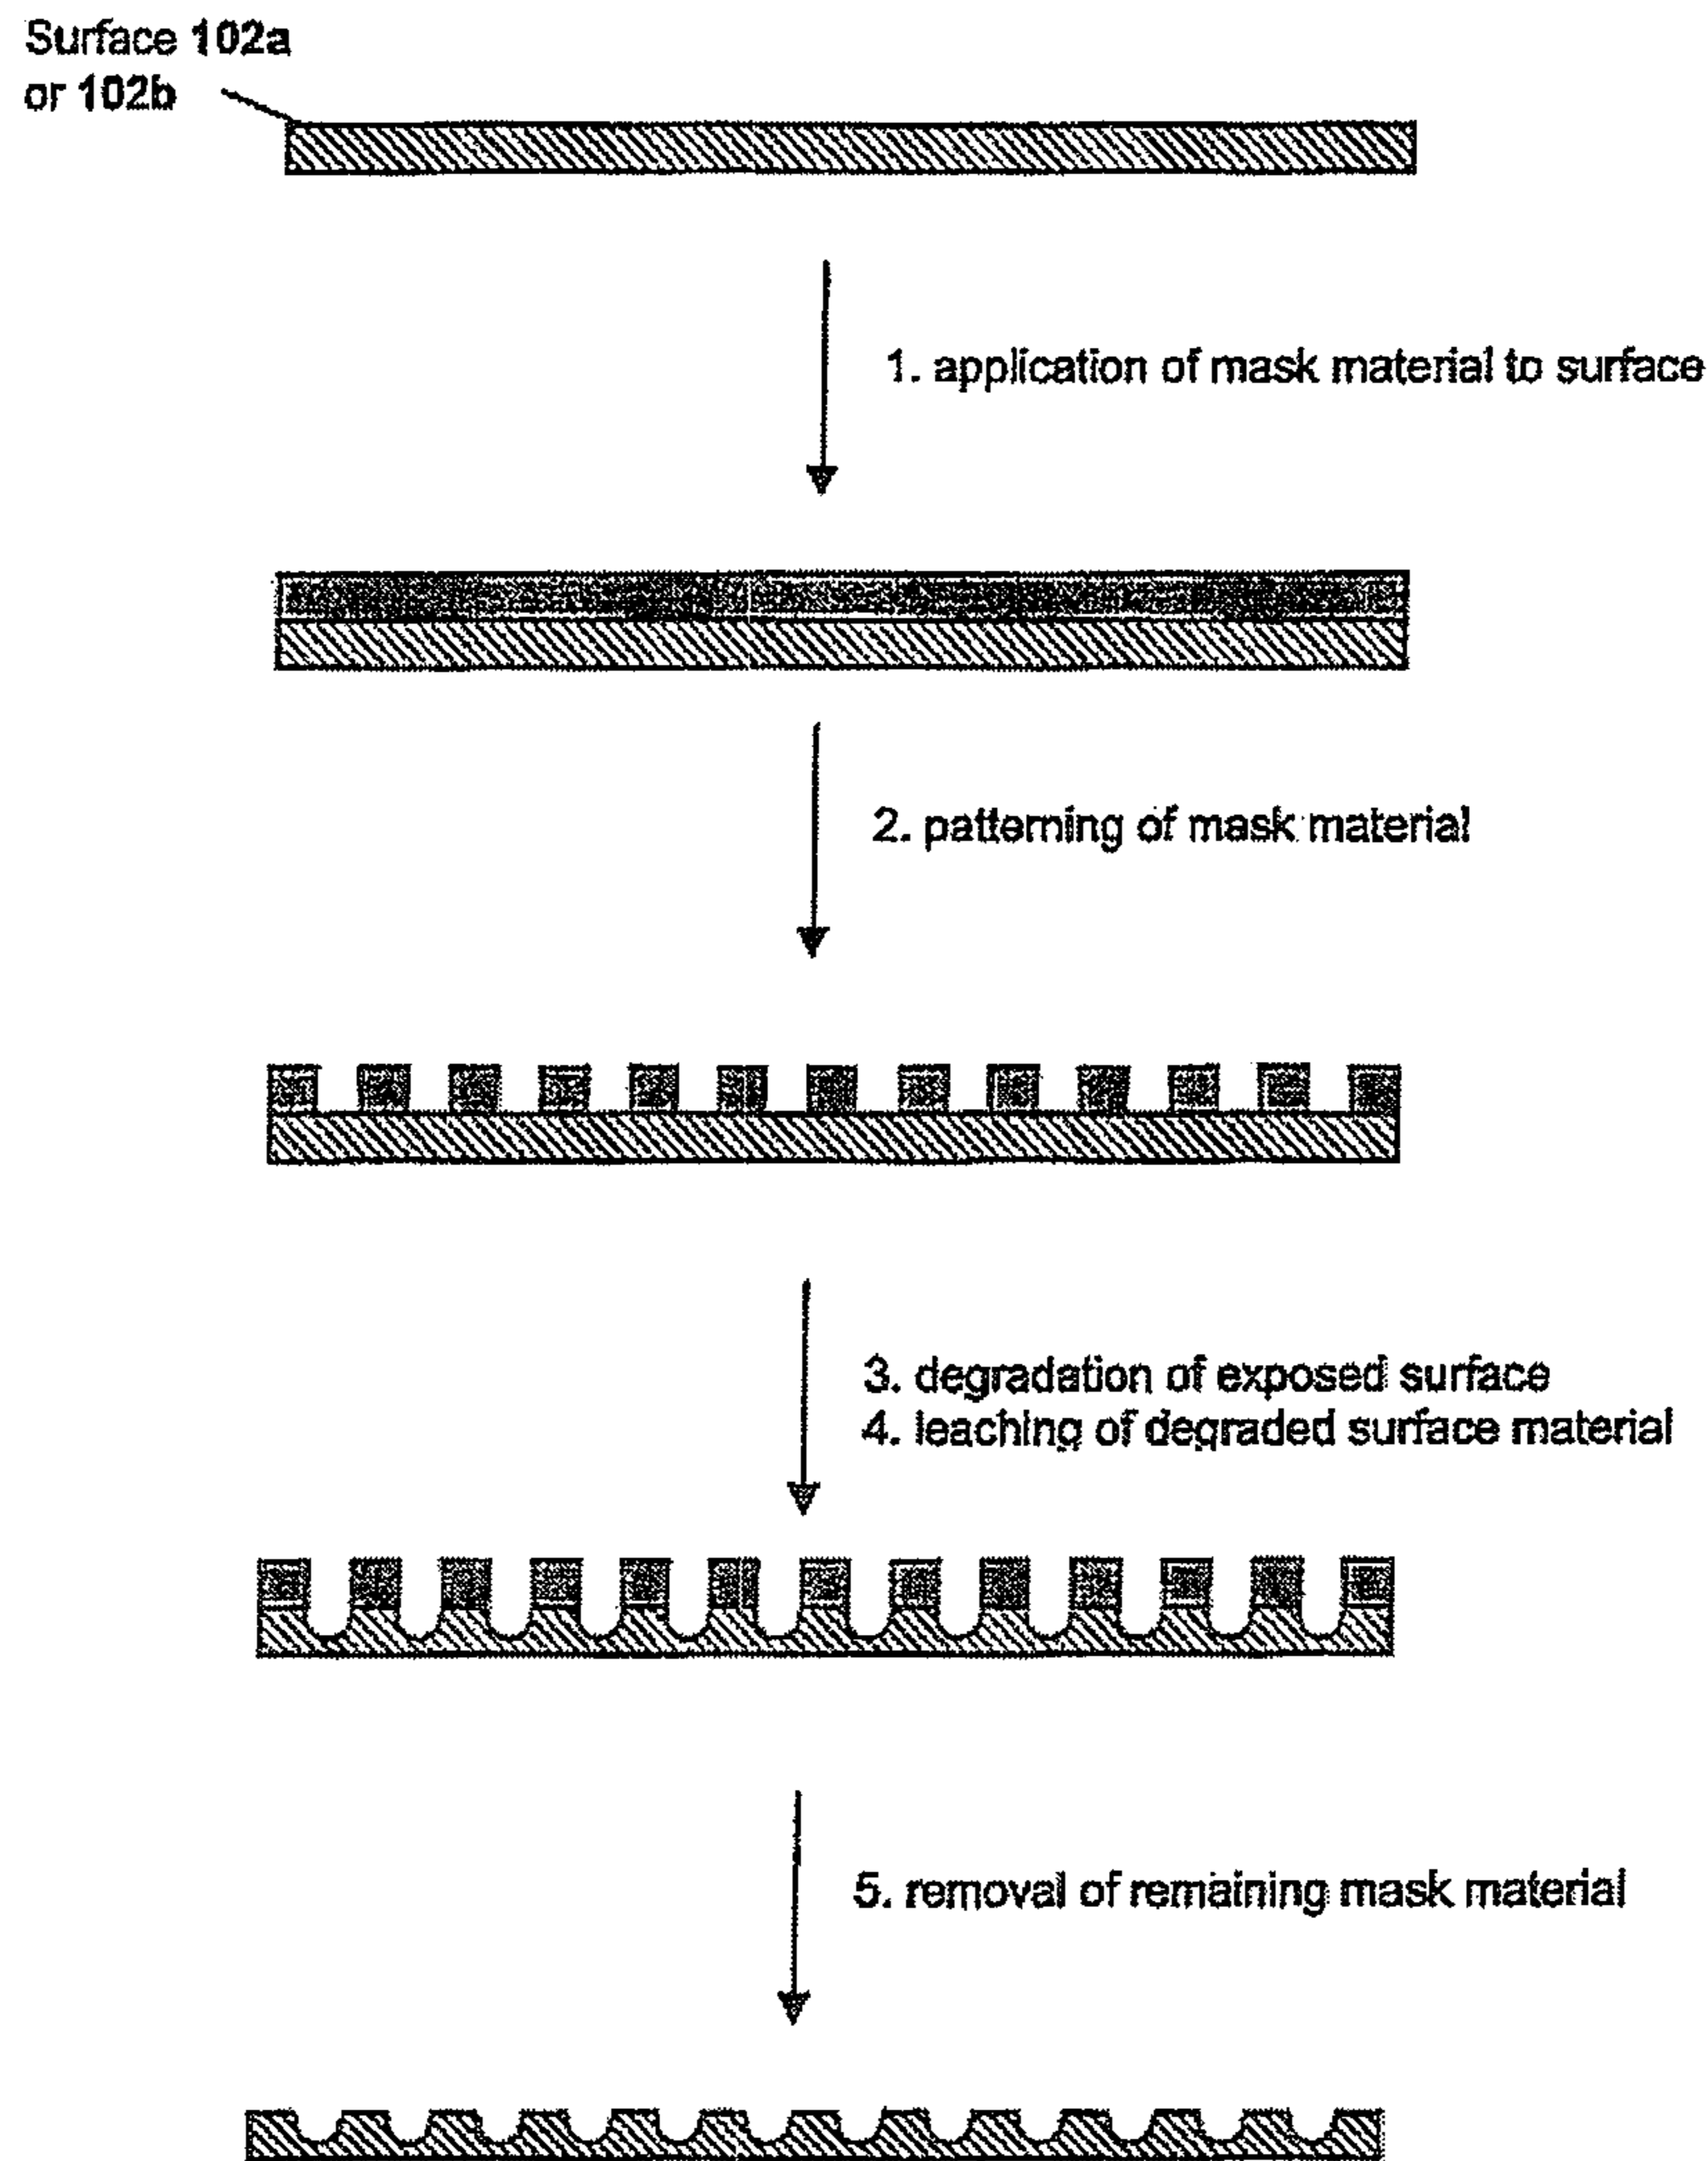 Surface 102a
or 102b
1. application of mask material to surface
2. patterning of mask material
3. degradation of exposed surface
4. leaching of degraded surface material
5. removal of remaining mask material